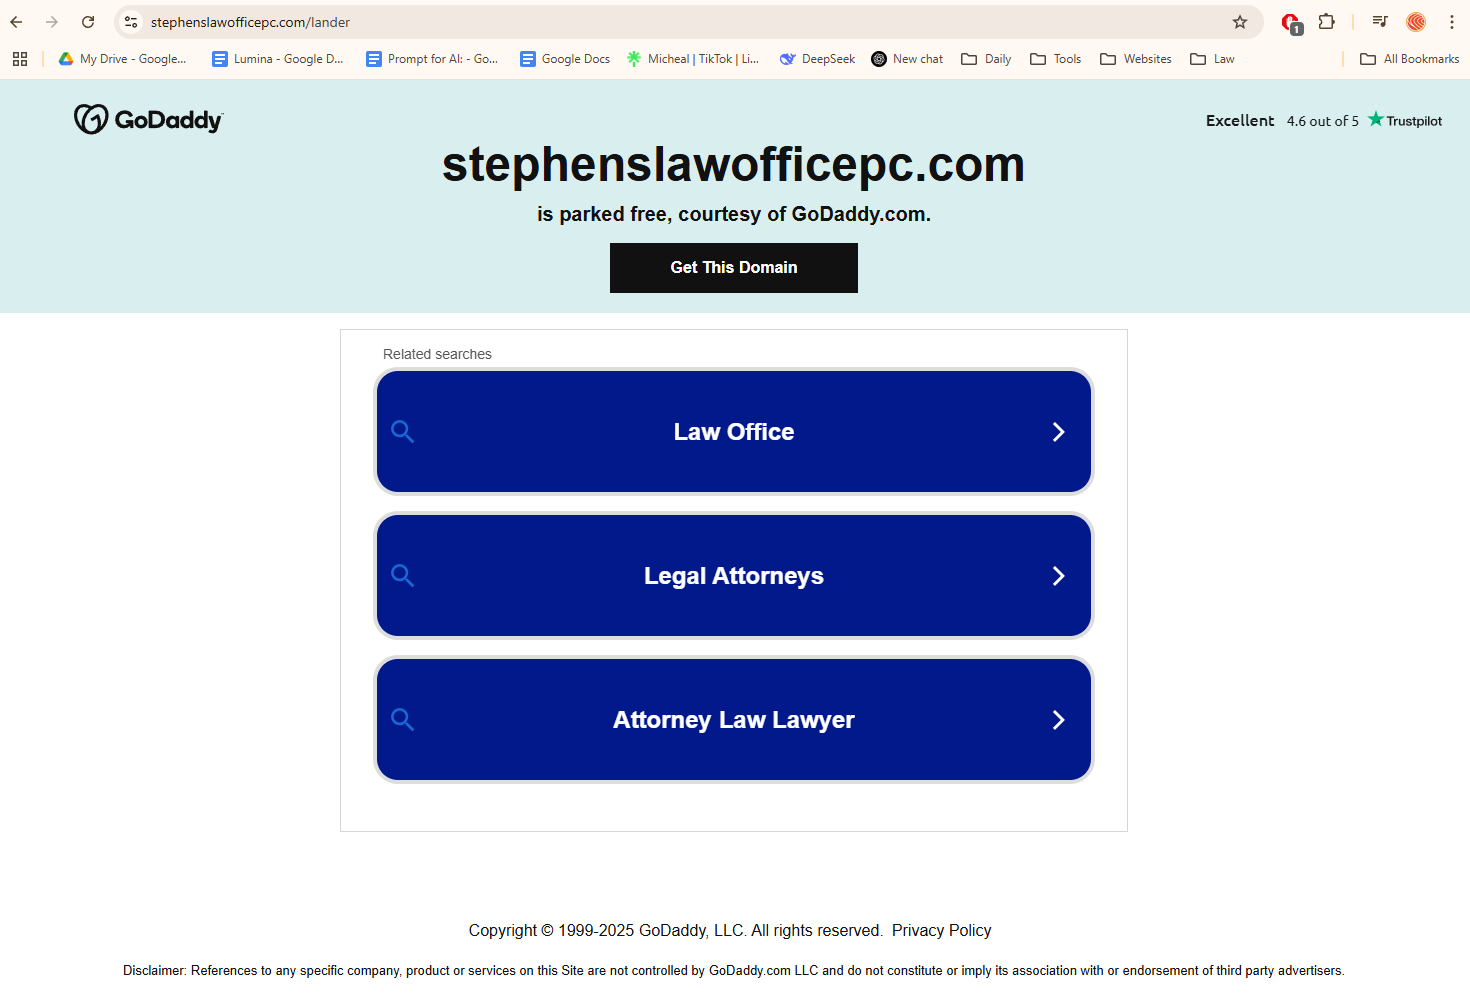 stephenslawofficepc.com/lander
1
My Drive - Google...
Lumina - Google D...
Prompt for AI: - Go...
Google Docs
Micheal | TikTok | Li...
DeepSeek
New chat
Daily
Tools
Websites
Law
All Bookmarks
GoDaddy
Excellent 4.6 out of 5 Trustpilot
stephenslawofficepc.com
is parked free, courtesy of GoDaddy.com.
Get This Domain
Related searches
Law Office
Legal Attorneys
Attorney Law Lawyer
Copyright © 1999-2025 GoDaddy, LLC. All rights reserved. Privacy Policy
Disclaimer: References to any specific company, product or services on this Site are not controlled by GoDaddy.com LLC and do not constitute or imply its association with or endorsement of third party advertisers.